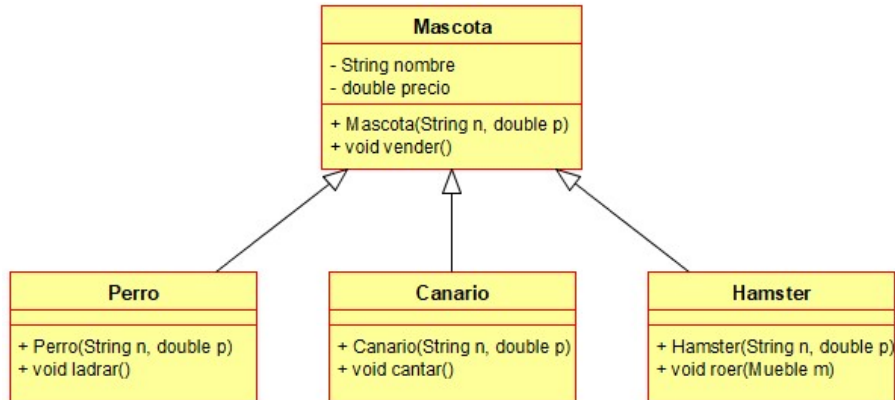 Mascota
- String nombre
- double precio
+ Mascota(String n, double p)
+ void vender()
Perro
+ Perro(String n, double p)
+ void ladrar()
Canario
+ Canario(String n, double p)
+ void cantar()
Hamster
+ Hamster(String n, double p)
+ void roer(Mueble m)